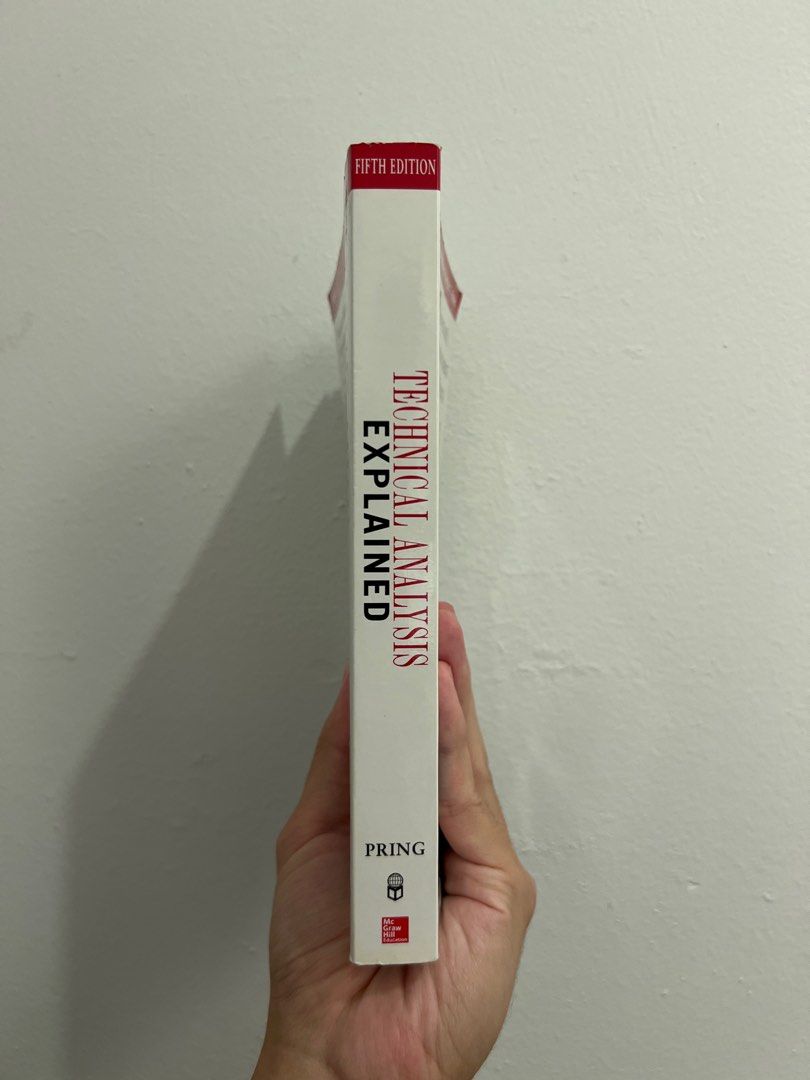 FIFTH EDITION
TECHNICAL ANALYSIS
EXPLAINED
PRING
Mc
Graw
Hill
Education